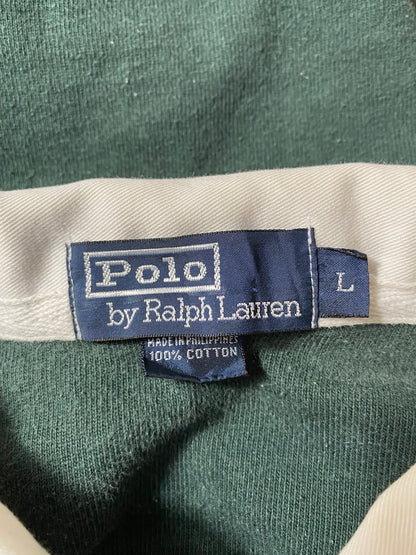 Polo
by Ralph Lauren
L
MADE IN PHILIPPINES
100% COTTON